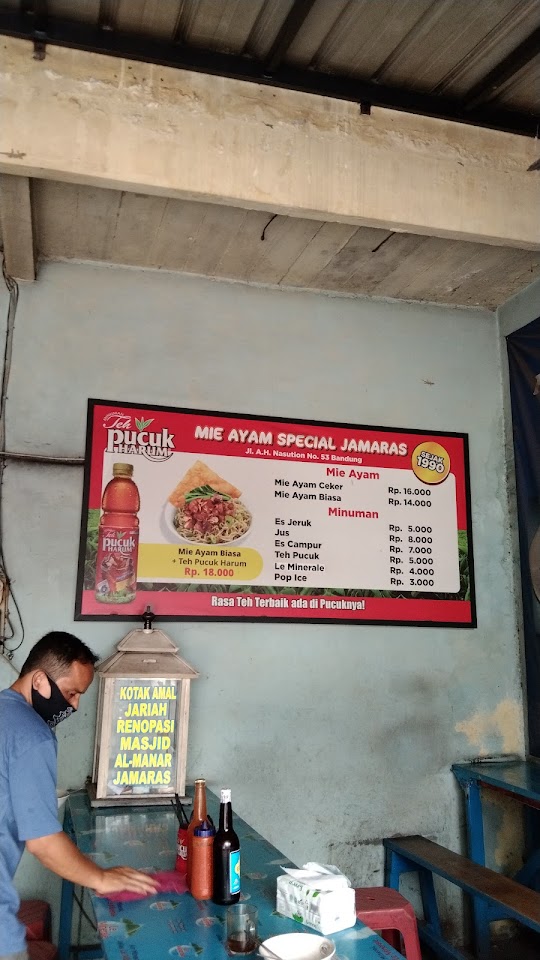 Teh
Pucuk
HARUM
MIE AYAM SPECIAL JAMARAS
Jl. A.H. Nasution No. 53 Bandung
SEJAK
1990
Mie Ayam
Mie Ayam Ceker Rp. 16.000
Mie Ayam Biasa Rp. 14.000
Minuman
Es Jeruk Rp. 5.000
Jus Rp. 8.000
Es Campur Rp. 7.000
Teh Pucuk Rp. 5.000
Le Minerale Rp. 4.000
Pop Ice Rp. 3.000
Teh
pucuk
HARUM
Mie Ayam Biasa
+ Teh Pucuk Harum
Rp. 18.000
Rasa Teh Terbaik ada di Pucuknya!
KOTAK AMAL
JARIAH
RENOPASI
MASJID
AL-MANAR
JAMARAS